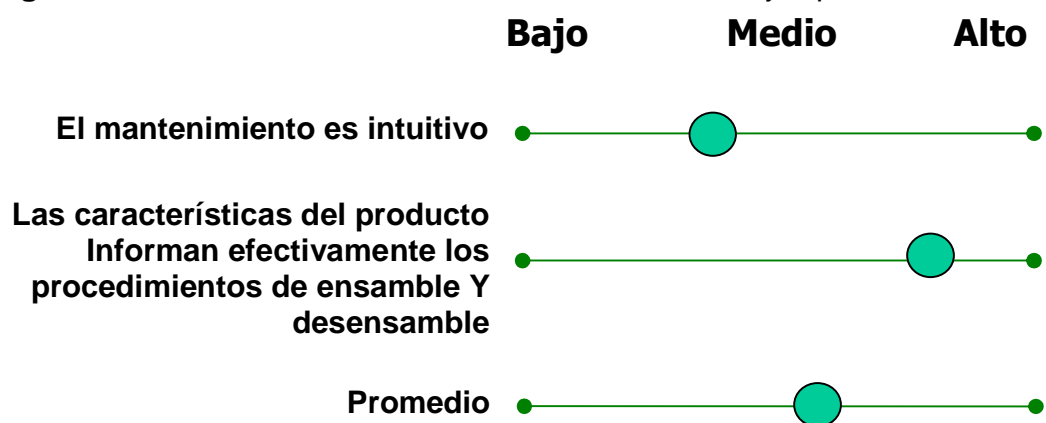 Bajo Medio Alto
El mantenimiento es intuitivo
Las características del producto
Informan efectivamente los
procedimientos de ensamble Y
desensamble
Promedio